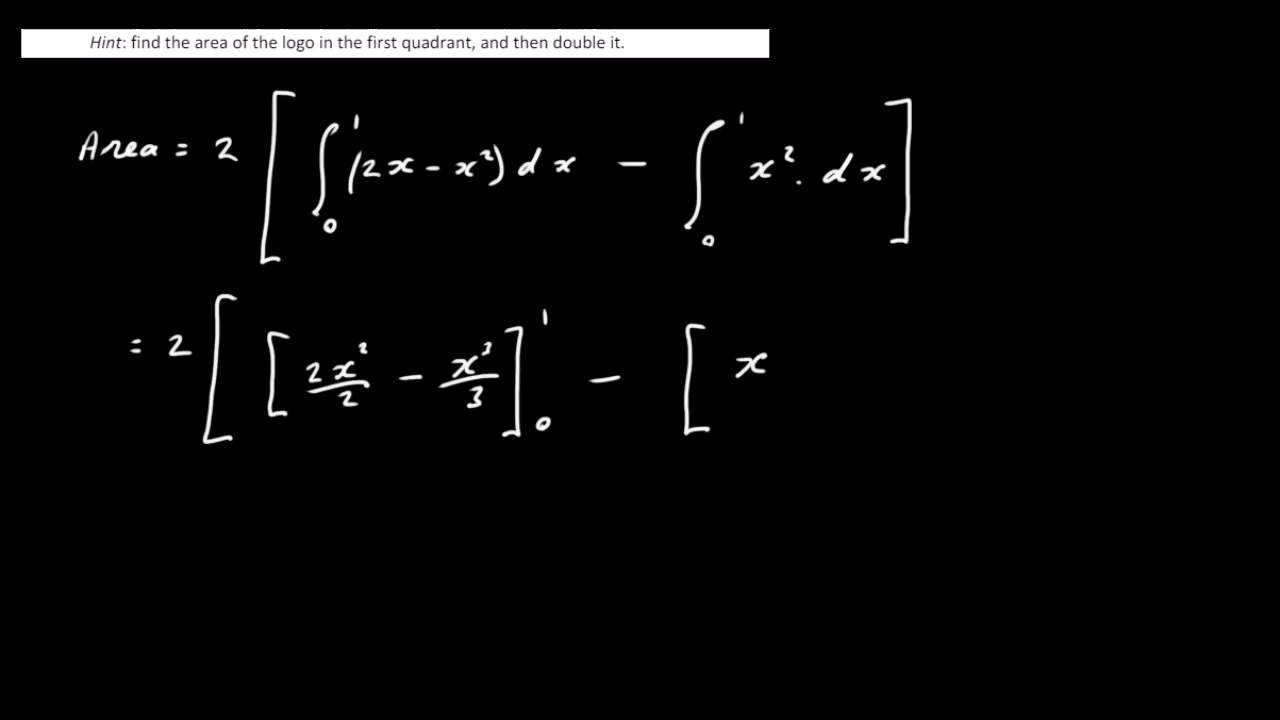 Hint: find the area of the logo in the first quadrant, and then double it.
Area = 2 [ ∫₀¹ (2x - x²) dx - ∫₀¹ x². dx ]
= 2 [ [ 2x²/2 - x³/3 ]₀¹ - [ x